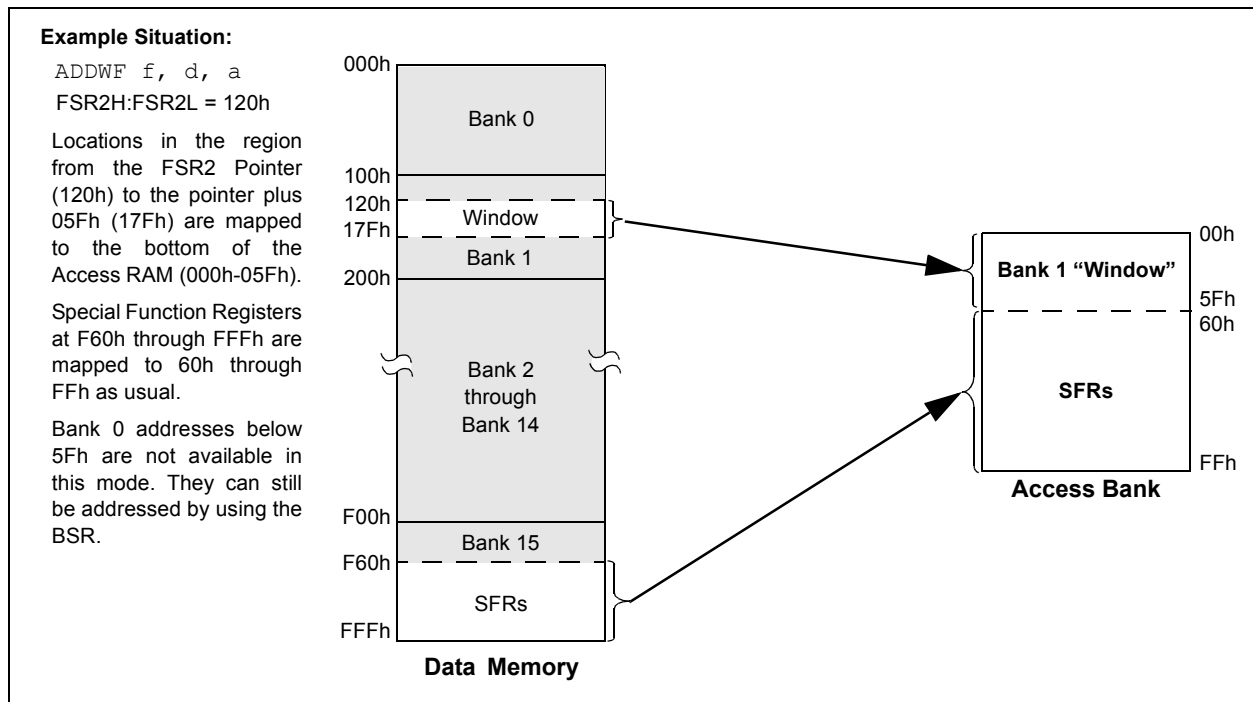 Example Situation:
ADDWF f, d, a
FSR2H:FSR2L = 120h
Locations in the region
from the FSR2 Pointer
(120h) to the pointer plus
05Fh (17Fh) are mapped
to the bottom of the
Access RAM (000h-05Fh).
Special Function Registers
at F60h through FFFh are
mapped to 60h through
FFh as usual.
Bank 0 addresses below
5Fh are not available in
this mode. They can still
be addressed by using the
BSR.
000h
Bank 0
100h
120h
Window
17Fh
Bank 1
200h
Bank 2
through
Bank 14
F00h
Bank 15
F60h
SFRs
FFFh
Data Memory
00h
Bank 1 “Window”
5Fh
60h
SFRs
FFh
Access Bank